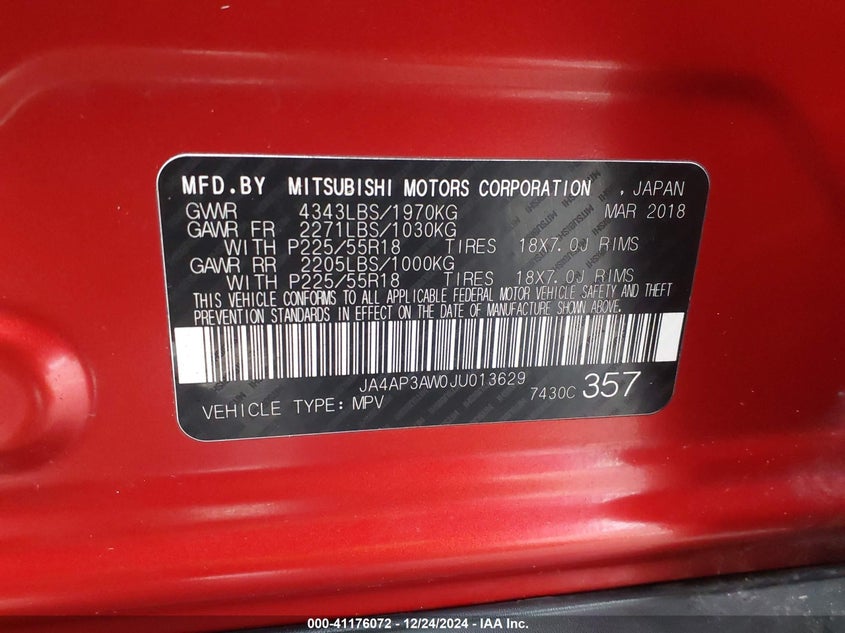 MFD.BY MITSUBISHI MOTORS CORPORATION , JAPAN
GVWR 4343LBS/1970KG MAR 2018
GAWR FR 2271LBS/1030KG
WITH P225/55R18 TIRES 18X7.0J RIMS
GAWR RR 2205LBS/1000KG
WITH P225/55R18 TIRES 18X7.0J RIMS
THIS VEHICLE CONFORMS TO ALL APPLICABLE FEDERAL MOTOR VEHICLE SAFETY AND THEFT
PREVENTION STANDARDS IN EFFECT ON THE DATE OF MANUFACTURE SHOWN ABOVE.
JA4AP3AW0JU013629
VEHICLE TYPE: MPV 7430C 357
000-41176072 - 12/24/2024 - IAA Inc.